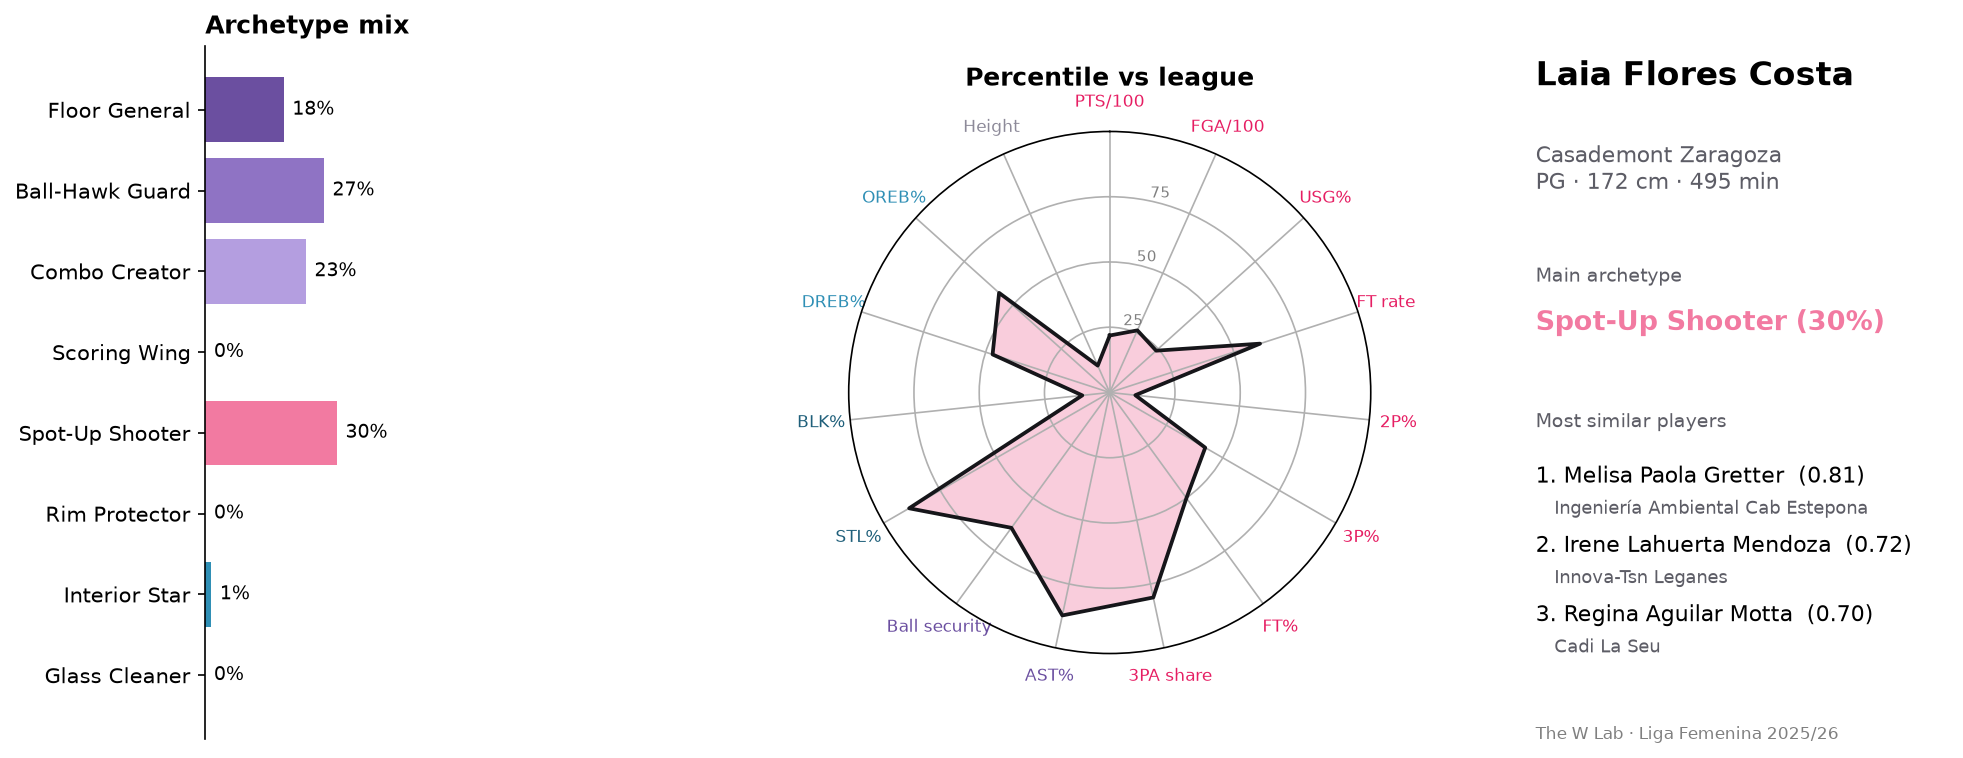 Archetype mix
Floor General
18%
Ball-Hawk Guard
27%
Combo Creator
23%
Scoring Wing
0%
Spot-Up Shooter
30%
Rim Protector
0%
Interior Star
1%
Glass Cleaner
0%
Percentile vs league
PTS/100
FGA/100
USG%
FT rate
2P%
3P%
FT%
3PA share
AST%
Ball security
STL%
BLK%
DREB%
OREB%
Height
75
50
25
Laia Flores Costa
Casademont Zaragoza
PG · 172 cm · 495 min
Main archetype
Spot-Up Shooter (30%)
Most similar players
1. Melisa Paola Gretter (0.81)
Ingeniería Ambiental Cab Estepona
2. Irene Lahuerta Mendoza (0.72)
Innova-Tsn Leganes
3. Regina Aguilar Motta (0.70)
Cadi La Seu
The W Lab · Liga Femenina 2025/26